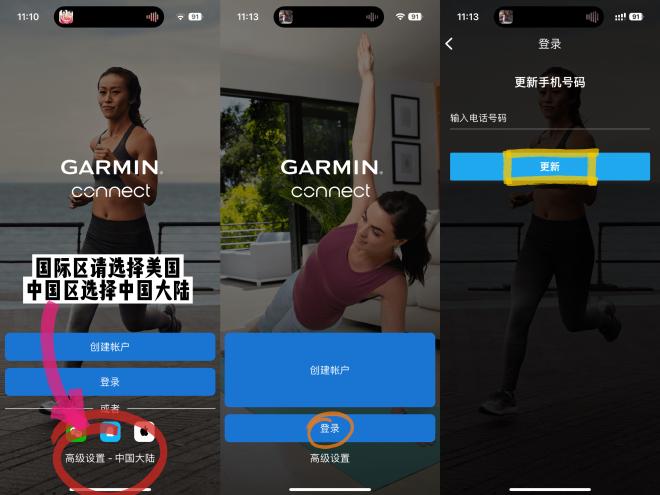 11:10
91
GARMIN
connect
国际区请选择美国
中国区选择中国大陆
创建帐户
登录
或者
高级设置 - 中国大陆
11:13
91
GARMIN
connect
创建帐户
登录
高级设置
11:13
91
登录
更新手机号码
输入电话号码
更新